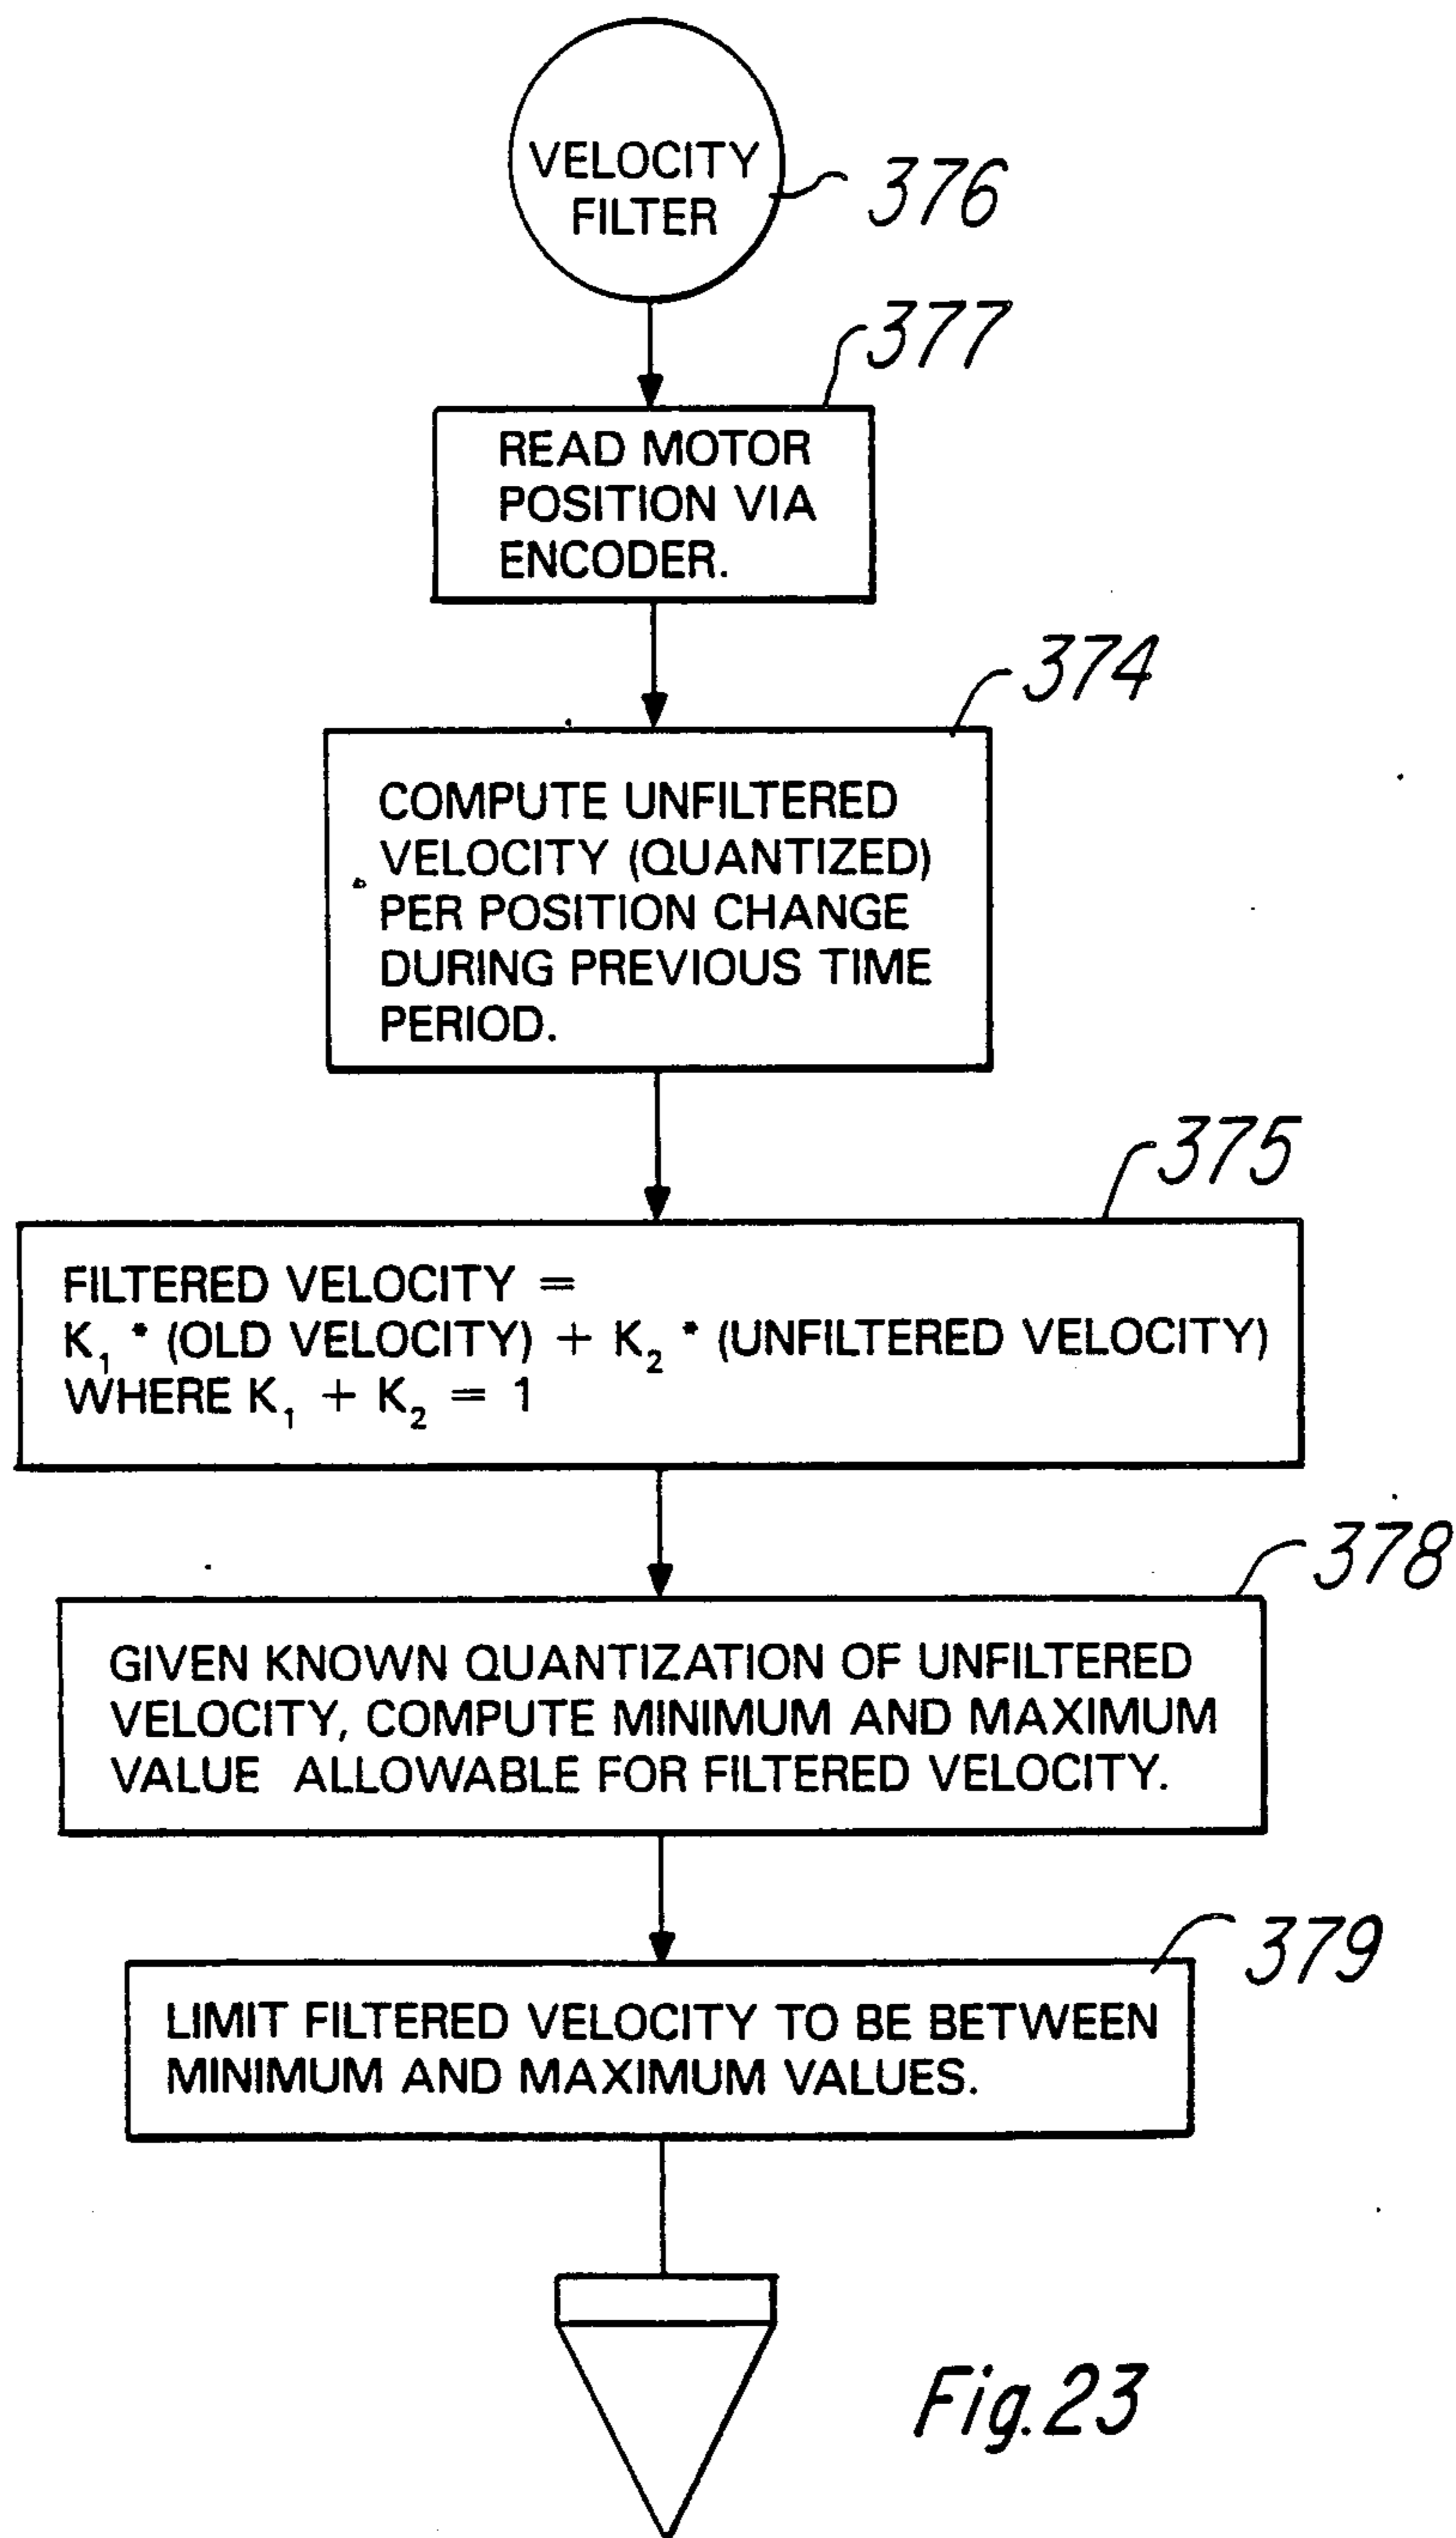 VELOCITY
FILTER
376
377
READ MOTOR
POSITION VIA
ENCODER.
374
COMPUTE UNFILTERED
VELOCITY (QUANTIZED)
PER POSITION CHANGE
DURING PREVIOUS TIME
PERIOD.
375
FILTERED VELOCITY =
K₁ * (OLD VELOCITY) + K₂ * (UNFILTERED VELOCITY)
WHERE K₁ + K₂ = 1
378
GIVEN KNOWN QUANTIZATION OF UNFILTERED
VELOCITY, COMPUTE MINIMUM AND MAXIMUM
VALUE ALLOWABLE FOR FILTERED VELOCITY.
379
LIMIT FILTERED VELOCITY TO BE BETWEEN
MINIMUM AND MAXIMUM VALUES.
Fig. 23